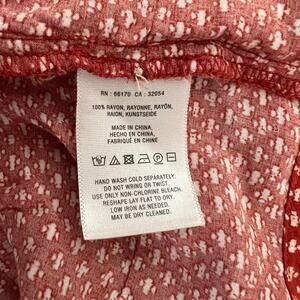 RN : 66170 CA : 32054
100% RAYON, RAYONNE, RAYÓN,
RAION, KUNSTSEIDE
MADE IN CHINA,
HECHO EN CHINA,
FABRIQUÉ EN CHINE
HAND WASH COLD SEPARATELY.
DO NOT WRING OR TWIST.
USE ONLY NON-CHLORINE BLEACH.
RESHAPE LAY FLAT TO DRY.
LOW IRON AS NEEDED.
MAY BE DRY CLEANED.